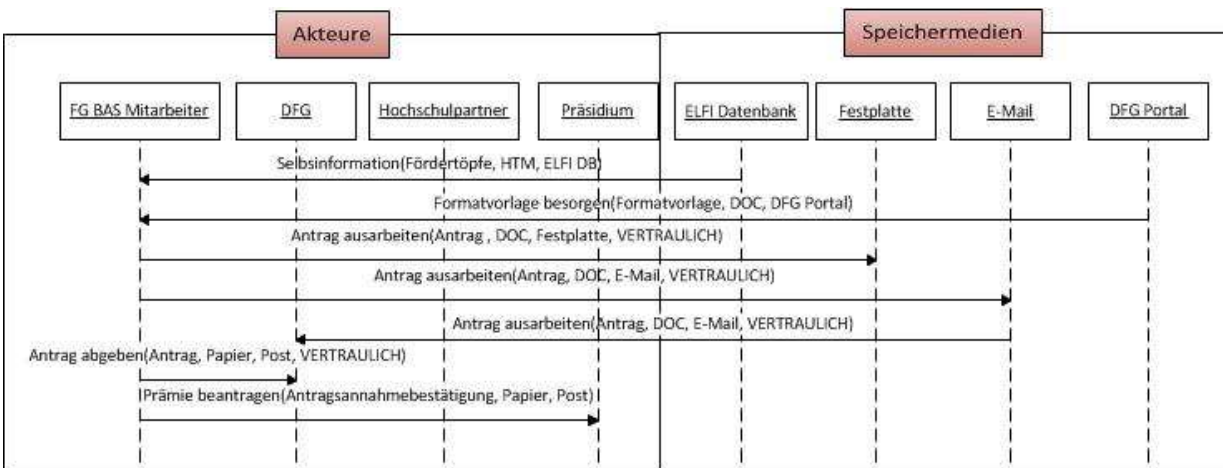 Akteure
Speichermedien
FG BAS Mitarbeiter
DFG
Hochschulpartner
Präsidium
ELFI Datenbank
Festplatte
E-Mail
DFG Portal
Selbsinformation(Fördertöpfe, HTM, ELFI DB)
Formatvorlage besorgen(Formatvorlage, DOC, DFG Portal)
Antrag ausarbeiten(Antrag , DOC, Festplatte, VERTRAULICH)
Antrag ausarbeiten(Antrag, DOC, E-Mail, VERTRAULICH)
Antrag ausarbeiten(Antrag, DOC, E-Mail, VERTRAULICH)
Antrag abgeben(Antrag, Papier, Post, VERTRAULICH)
Prämie beantragen(Antragsannahmebestätigung, Papier, Post)